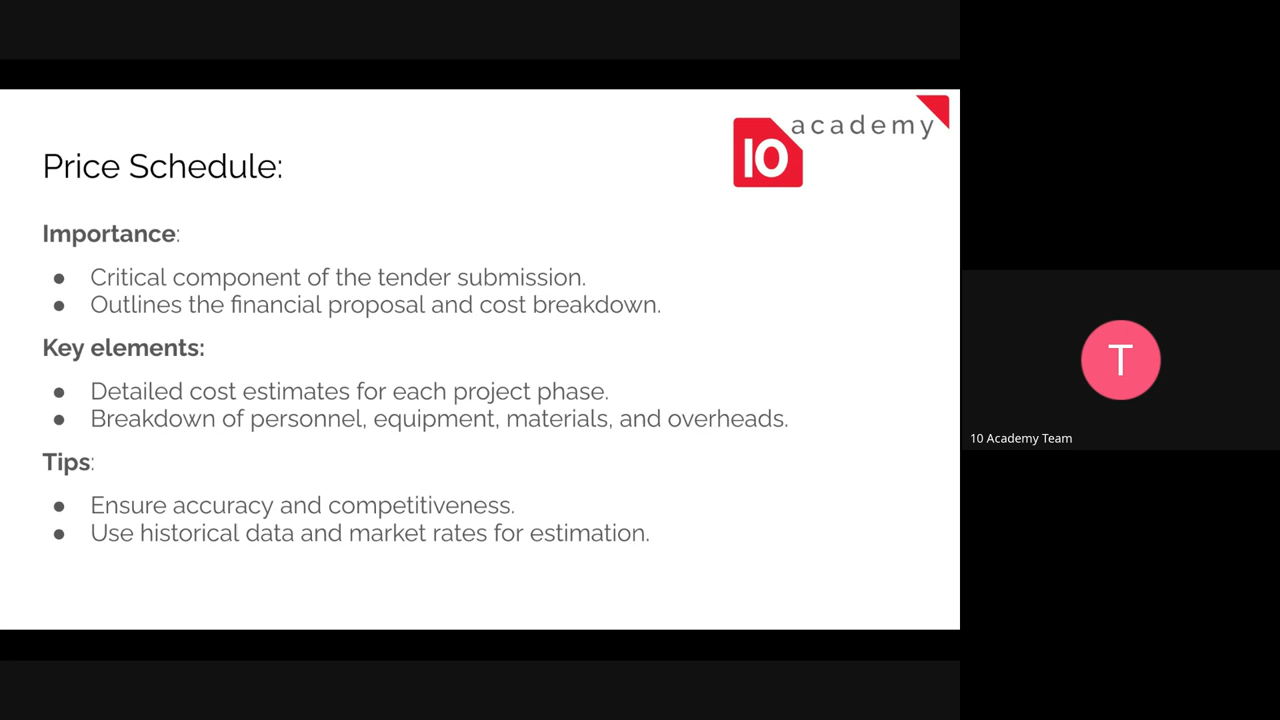 10 academy
Price Schedule:
Importance:
● Critical component of the tender submission.
● Outlines the financial proposal and cost breakdown.
Key elements:
● Detailed cost estimates for each project phase.
● Breakdown of personnel, equipment, materials, and overheads.
Tips:
● Ensure accuracy and competitiveness.
● Use historical data and market rates for estimation.
T
10 Academy Team